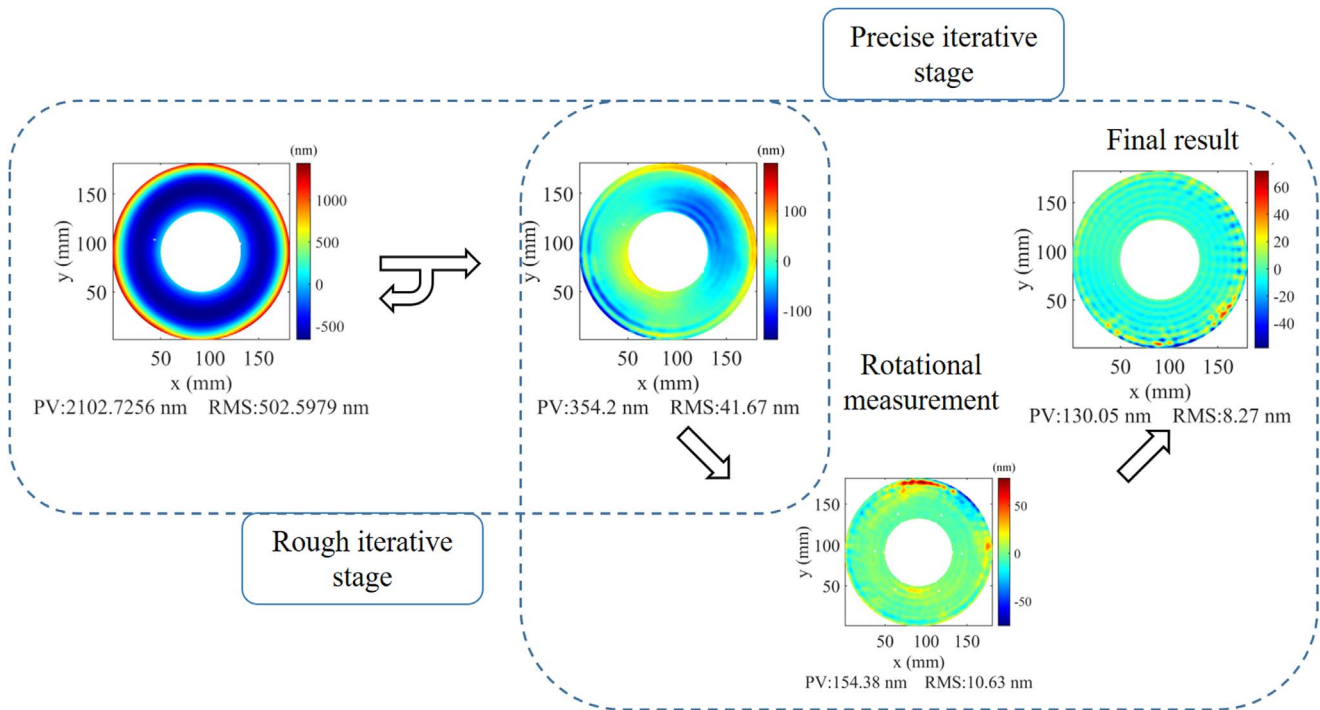 Precise iterative
stage
Final result
(nm)
1000
500
0
-500
y (mm)
150
100
50
50 100 150
x (mm)
PV:2102.7256 nm RMS:502.5979 nm
(nm)
100
0
-100
y (mm)
150
100
50
50 100 150
x (mm)
PV:354.2 nm RMS:41.67 nm
60
40
20
0
-20
-40
y (mm)
150
100
50
50 100 150
x (mm)
PV:130.05 nm RMS:8.27 nm
Rotational
measurement
(nm)
50
0
-50
y (mm)
150
100
50
50 100 150
x (mm)
PV:154.38 nm RMS:10.63 nm
Rough iterative
stage